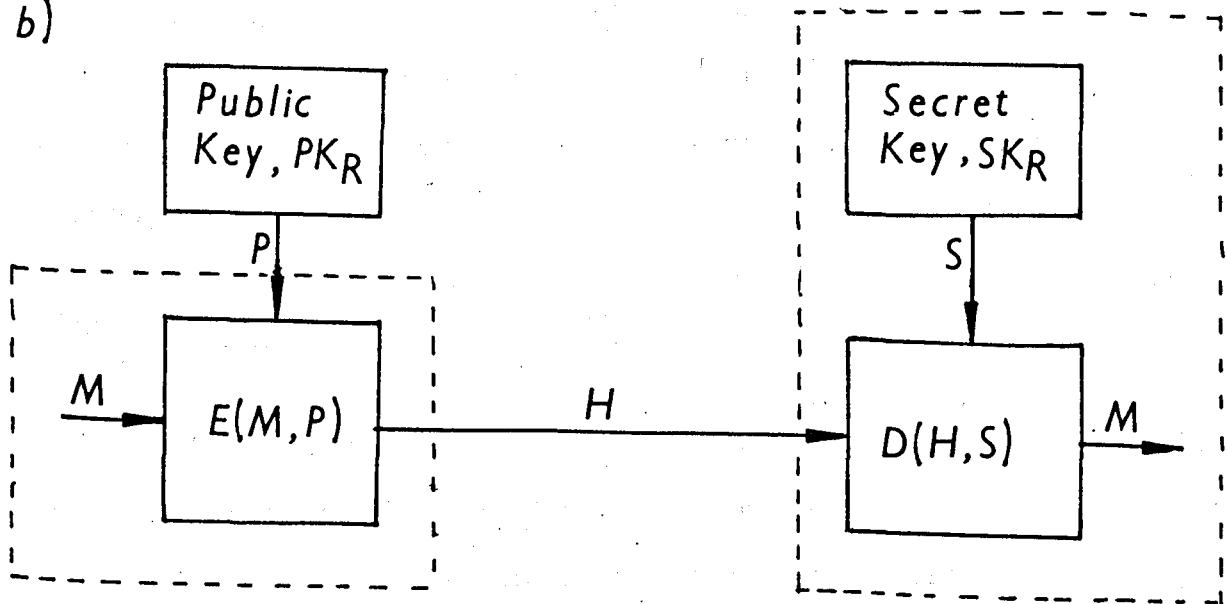 b)
Public
Key, PK_R
Secret
Key, SK_R
P
S
M
E(M,P)
H
D(H,S)
M